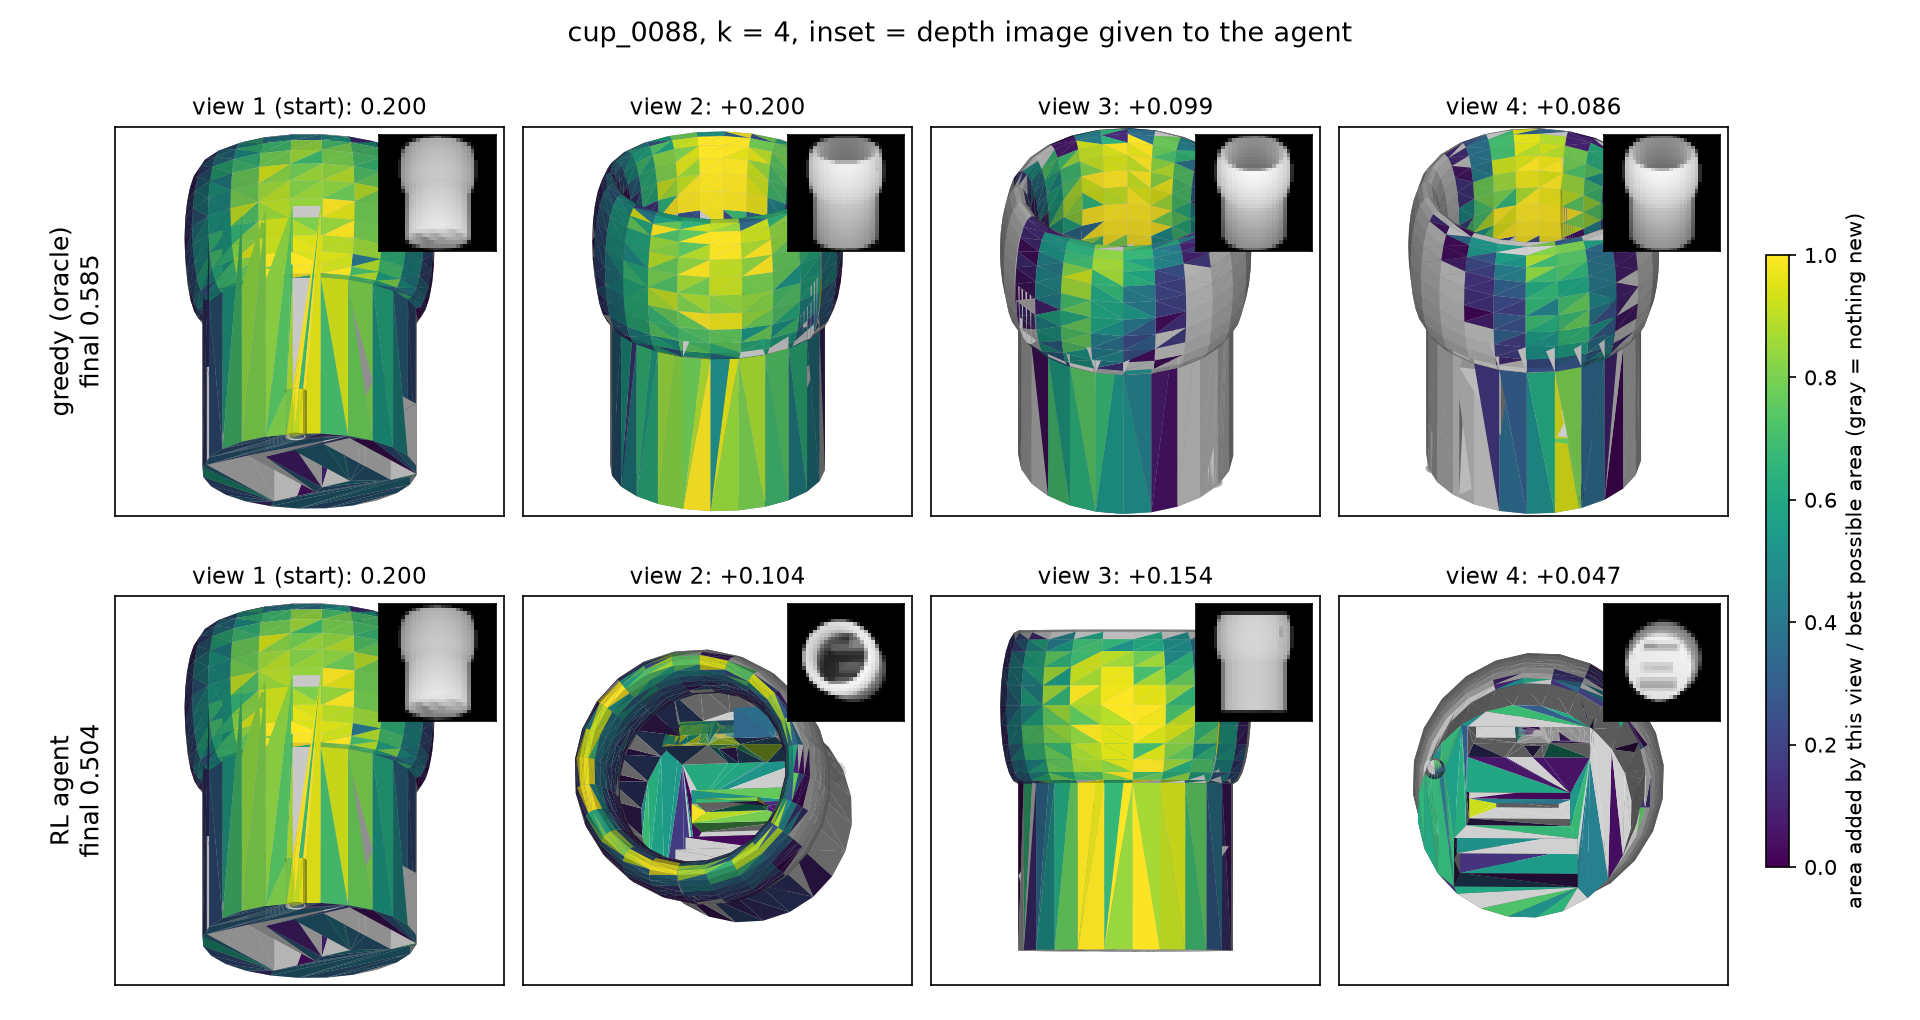 cup_0088, k = 4, inset = depth image given to the agent
greedy (oracle)
final 0.585
view 1 (start): 0.200
view 2: +0.200
view 3: +0.099
view 4: +0.086
RL agent
final 0.504
view 1 (start): 0.200
view 2: +0.104
view 3: +0.154
view 4: +0.047
1.0
0.8
0.6
0.4
0.2
0.0
area added by this view / best possible area (gray = nothing new)